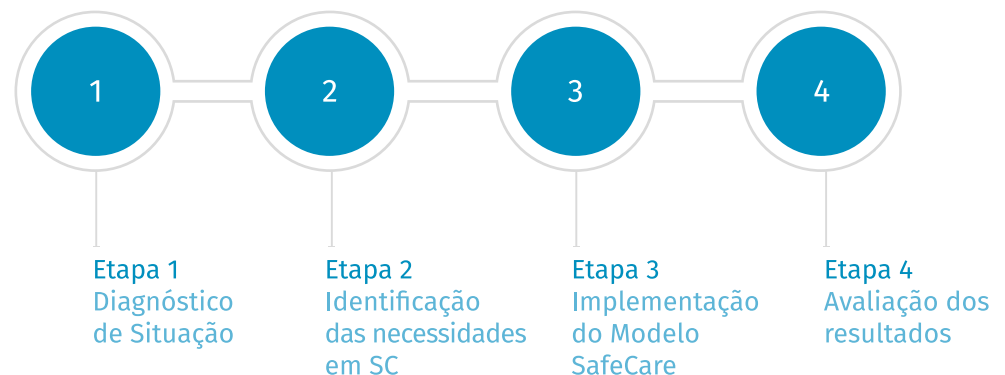 1
2
3
4
Etapa 1
Diagnóstico
de Situação
Etapa 2
Identificação
das necessidades
em SC
Etapa 3
Implementação
do Modelo
SafeCare
Etapa 4
Avaliação dos
resultados